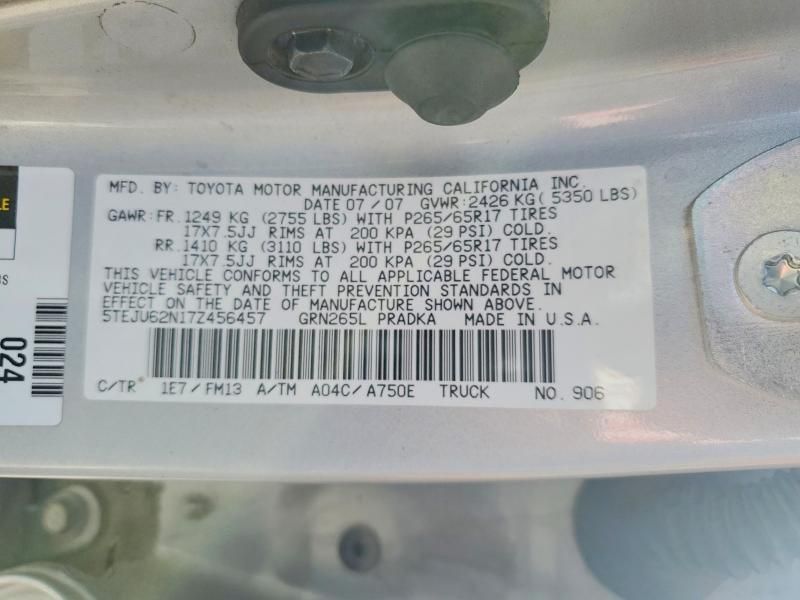 MFD. BY: TOYOTA MOTOR MANUFACTURING CALIFORNIA INC.
DATE 07/07 GVWR:2426 KG( 5350 LBS)
GAWR:FR.1249 KG (2755 LBS) WITH P265/65R17 TIRES
17X7.5JJ RIMS AT 200 KPA (29 PSI) COLD.
RR.1410 KG (3110 LBS) WITH P265/65R17 TIRES
17X7.5JJ RIMS AT 200 KPA (29 PSI) COLD.
THIS VEHICLE CONFORMS TO ALL APPLICABLE FEDERAL MOTOR
VEHICLE SAFETY AND THEFT PREVENTION STANDARDS IN
EFFECT ON THE DATE OF MANUFACTURE SHOWN ABOVE.
5TEJU62N17Z456457 GRN265L PRADKA MADE IN U.S.A.
C/TR 1E7/FM13 A/TM A04C/A750E TRUCK NO.906
024